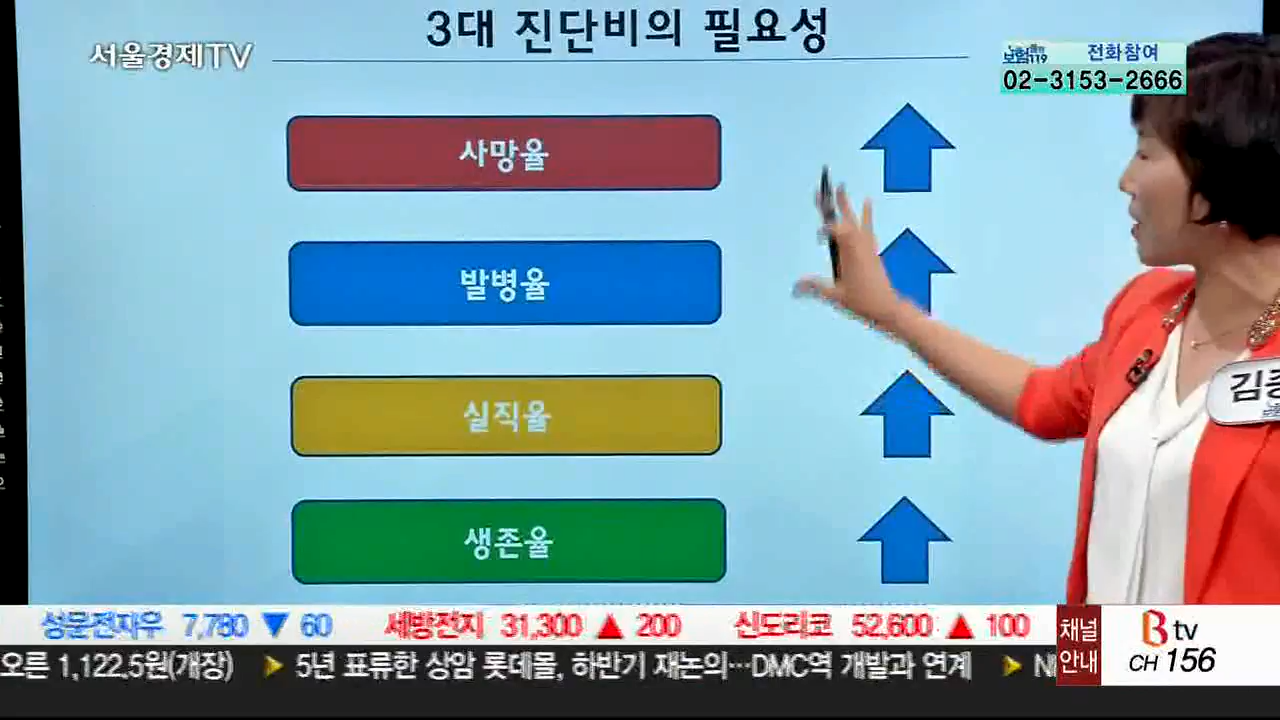 3대 진단비의 필요성
서울경제TV
전화참여
보험
119
02-3153-2666
사망율
발병율
실직율
생존율
성문전자우 7,780 ▼ 60 세방전지 31,300 ▲ 200 신도리코 52,600 ▲ 100
채널
안내
B tv
CH 156
오른 1,122.5원(개장) ▶ 5년 표류한 상암 롯데몰, 하반기 재논의…DMC역 개발과 연계 ▶